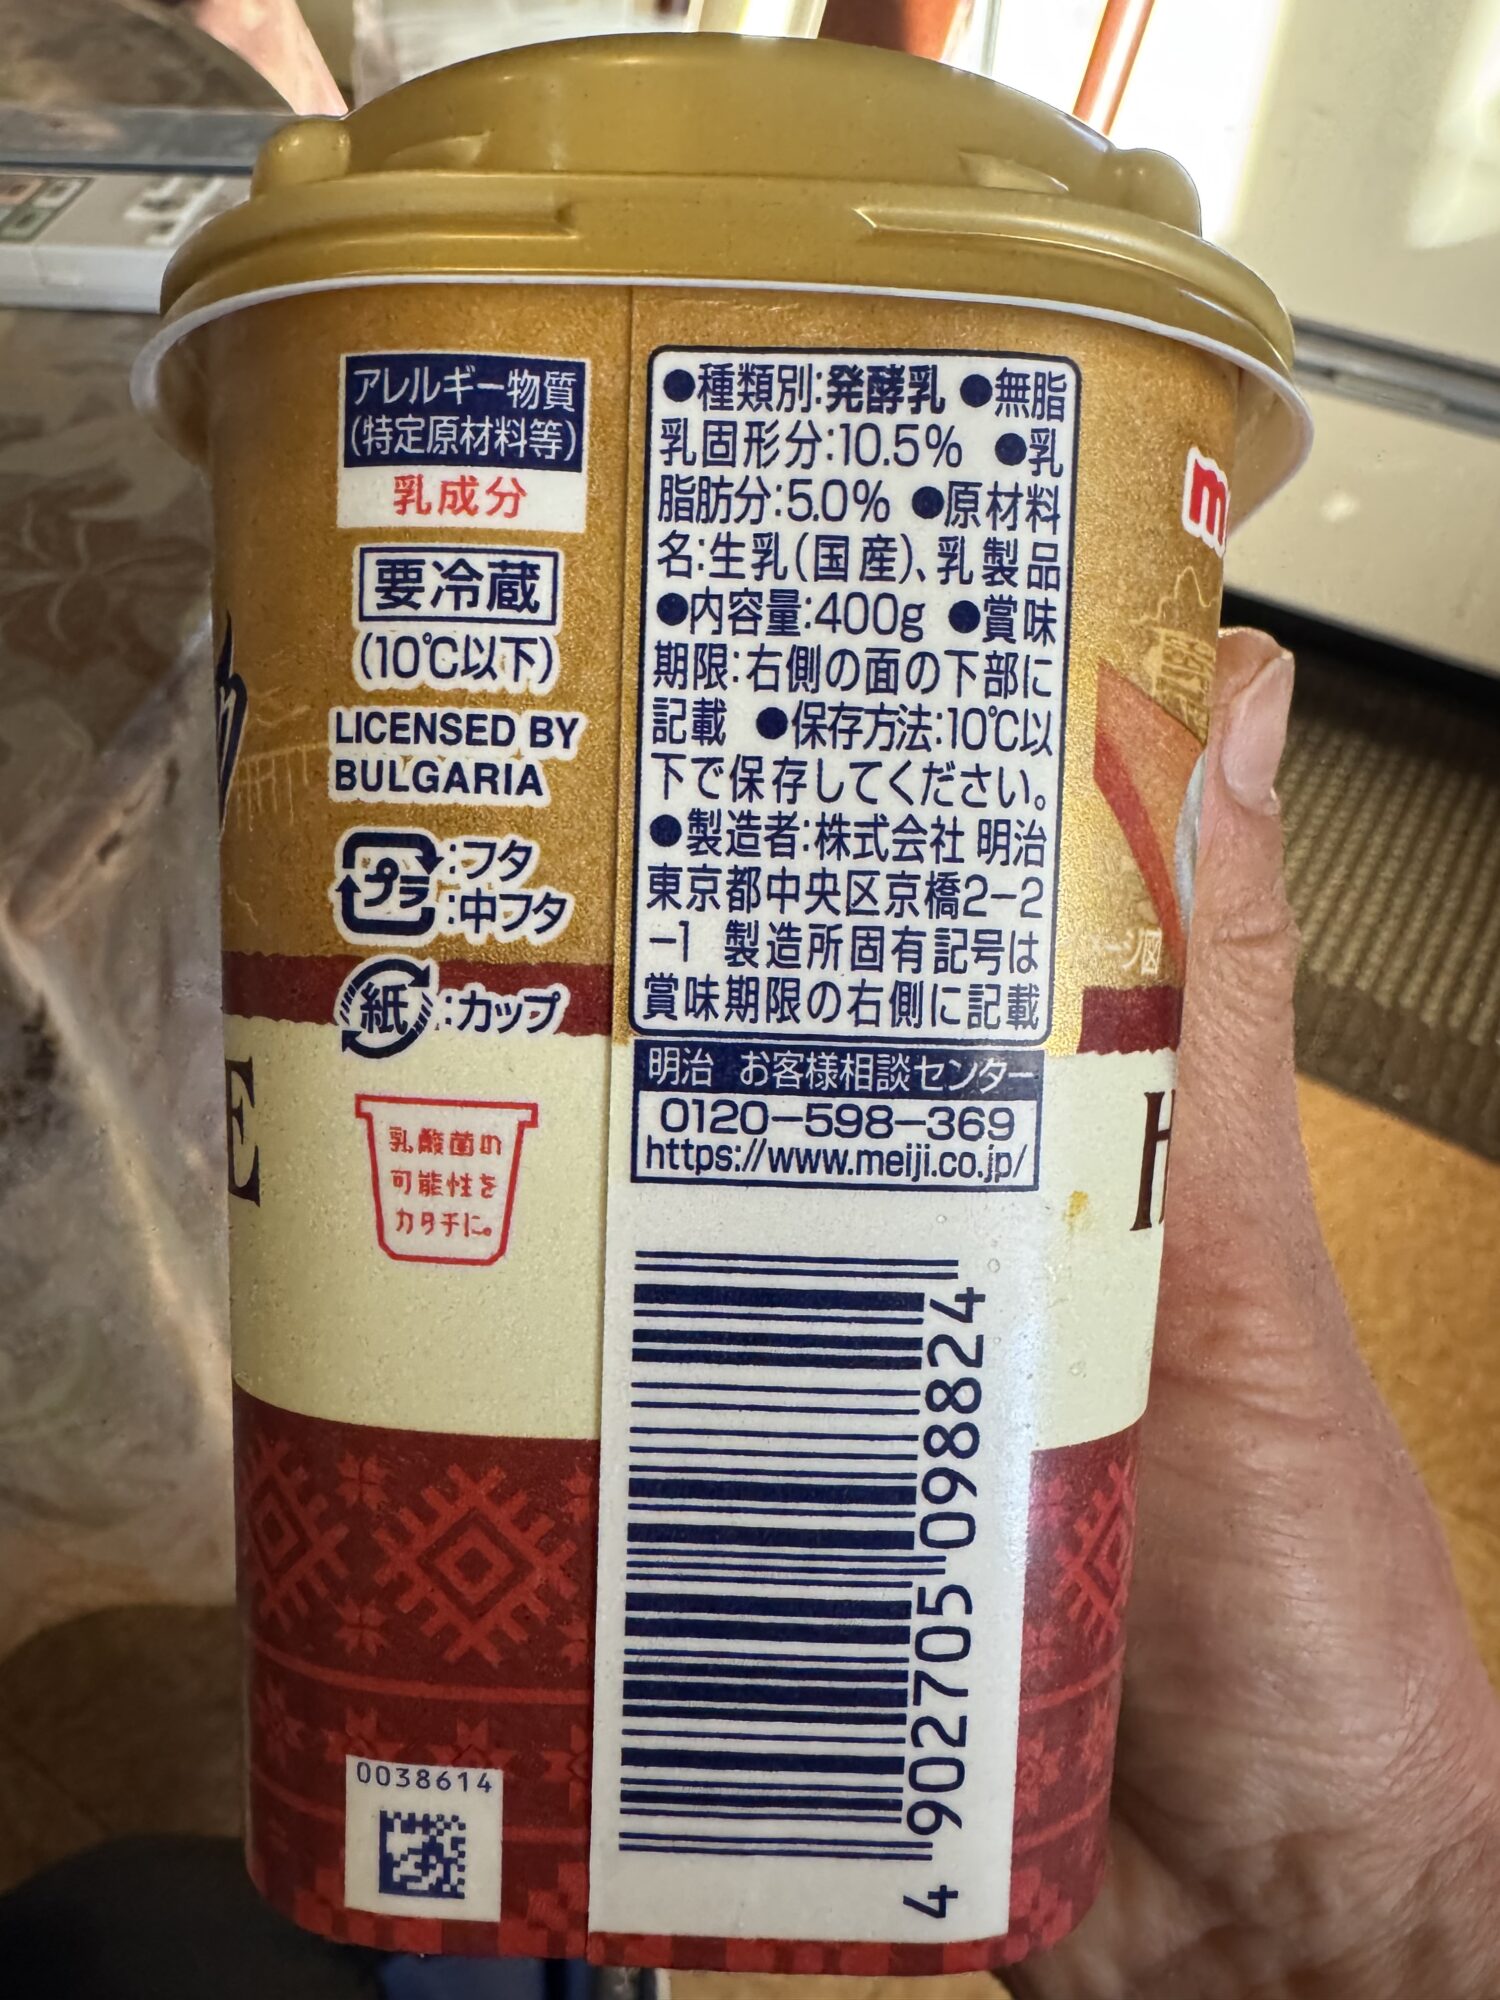 アレルギー物質
(特定原材料等)
乳成分
要冷蔵
(10℃以下)
LICENSED BY
BULGARIA
プラ
:フタ
:中フタ
紙
:カップ
乳酸菌の
可能性を
カタチに。
0038614
●種類別:発酵乳 ●無脂
乳固形分:10.5% ●乳
脂肪分:5.0% ●原材料
名:生乳(国産)、乳製品
●内容量:400g ●賞味
期限:右側の面の下部に
記載 ●保存方法:10℃以
下で保存してください。
●製造者:株式会社 明治
東京都中央区京橋2-2
-1 製造所固有記号は
賞味期限の右側に記載
明治 お客様相談センター
0120-598-369
https://www.meiji.co.jp/
4 902705 098824